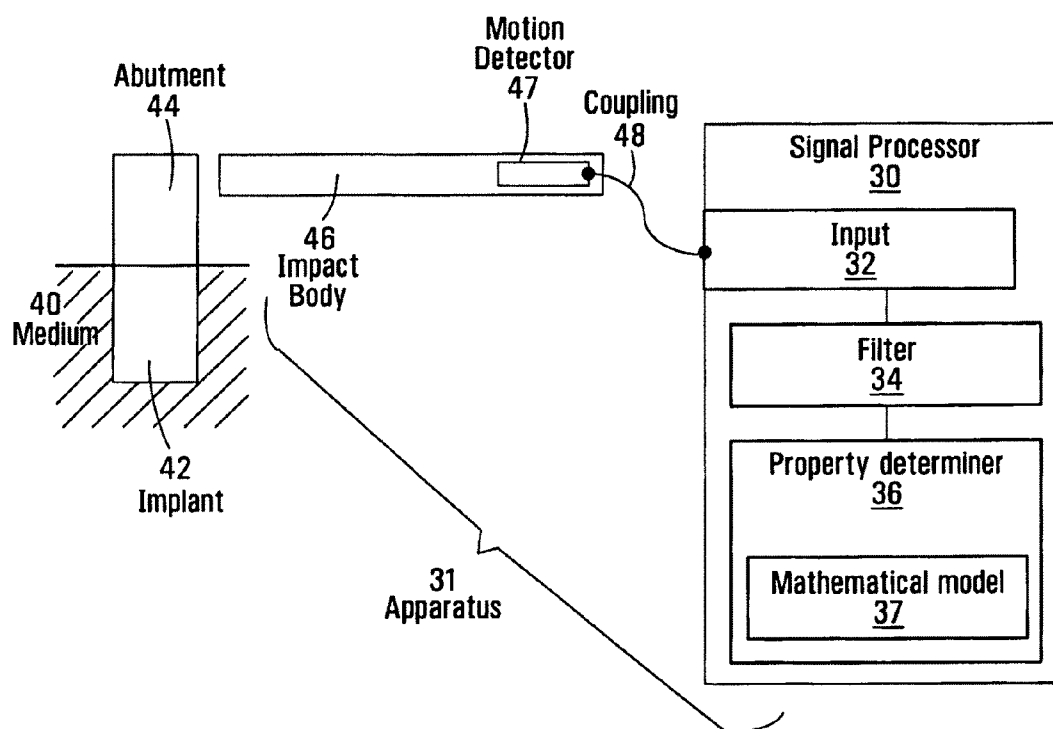 Motion
Detector
47
Abutment
44
Coupling
48
Signal Processor
30
Input
32
46
Impact
Body
40
Medium
Filter
34
42
Implant
Property determiner
36
31
Apparatus
Mathematical model
37